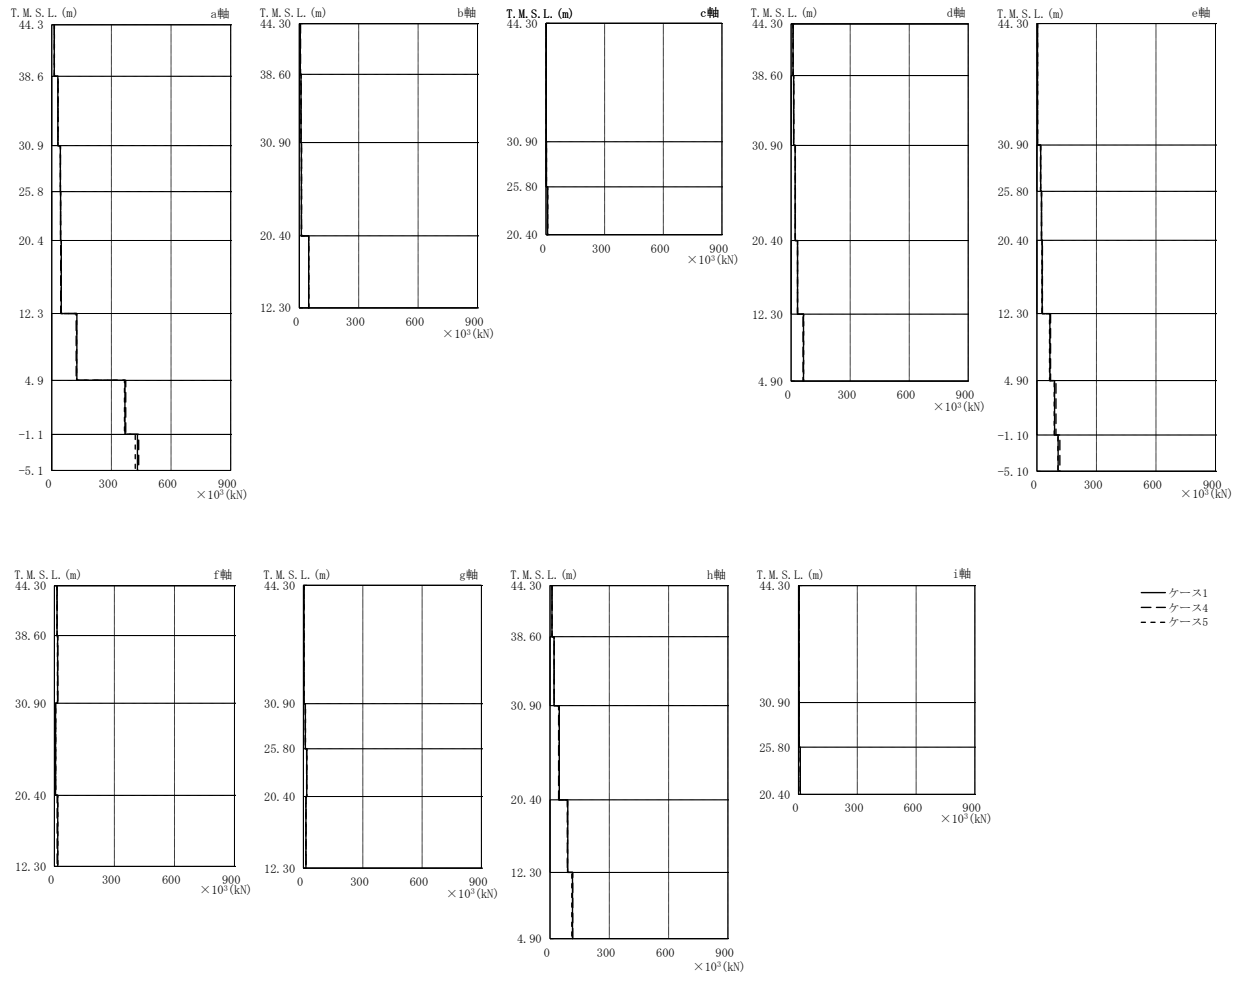 T.M.S.L.(m) a軸
44.3
38.6
30.9
25.8
20.4
12.3
4.9
-1.1
-5.1
0 300 600 900
×10³(kN)
T.M.S.L.(m) b軸
44.30
38.60
30.90
20.40
12.30
0 300 600 900
×10³(kN)
T.M.S.L.(m) c軸
44.30
30.90
25.80
20.40
0 300 600 900
×10³(kN)
T.M.S.L.(m) d軸
44.30
38.60
30.90
20.40
12.30
4.90
0 300 600 900
×10³(kN)
T.M.S.L.(m) e軸
44.30
30.90
25.80
20.40
12.30
4.90
-1.10
-5.10
0 300 600 900
×10³(kN)
T.M.S.L.(m) f軸
44.30
38.60
30.90
20.40
12.30
0 300 600 900
×10³(kN)
T.M.S.L.(m) g軸
44.30
30.90
25.80
20.40
12.30
0 300 600 900
×10³(kN)
T.M.S.L.(m) h軸
44.30
38.60
30.90
20.40
12.30
4.90
0 300 600 900
×10³(kN)
T.M.S.L.(m) i軸
44.30
30.90
25.80
20.40
0 300 600 900
×10³(kN)
ケース1
ケース4
ケース5